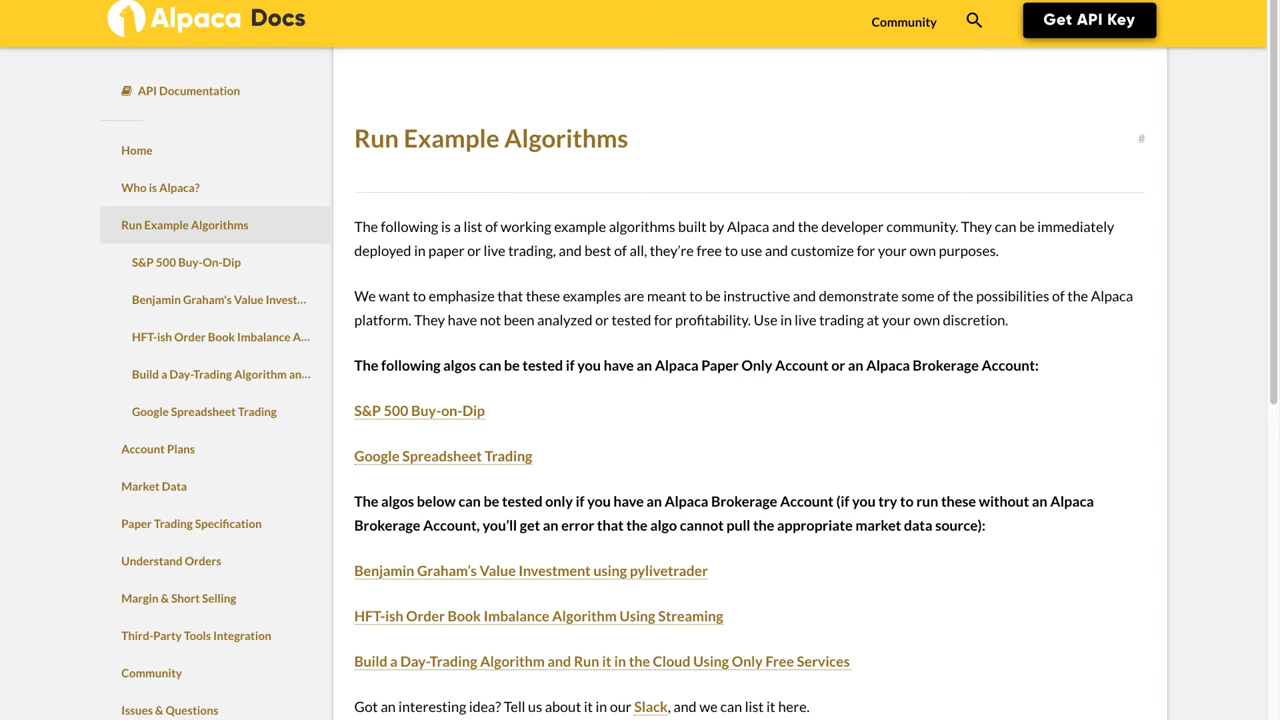 Alpaca Docs
Community
Get API Key
API Documentation
Home
Who is Alpaca?
Run Example Algorithms
S&P 500 Buy-On-Dip
Benjamin Graham's Value Invest...
HFT-ish Order Book Imbalance A...
Build a Day-Trading Algorithm an...
Google Spreadsheet Trading
Account Plans
Market Data
Paper Trading Specification
Understand Orders
Margin & Short Selling
Third-Party Tools Integration
Community
Issues & Questions
Run Example Algorithms
#
The following is a list of working example algorithms built by Alpaca and the developer community. They can be immediately
deployed in paper or live trading, and best of all, they’re free to use and customize for your own purposes.
We want to emphasize that these examples are meant to be instructive and demonstrate some of the possibilities of the Alpaca
platform. They have not been analyzed or tested for profitability. Use in live trading at your own discretion.
The following algos can be tested if you have an Alpaca Paper Only Account or an Alpaca Brokerage Account:
S&P 500 Buy-on-Dip
Google Spreadsheet Trading
The algos below can be tested only if you have an Alpaca Brokerage Account (if you try to run these without an Alpaca
Brokerage Account, you’ll get an error that the algo cannot pull the appropriate market data source):
Benjamin Graham’s Value Investment using pylivetrader
HFT-ish Order Book Imbalance Algorithm Using Streaming
Build a Day-Trading Algorithm and Run it in the Cloud Using Only Free Services
Got an interesting idea? Tell us about it in our Slack, and we can list it here.